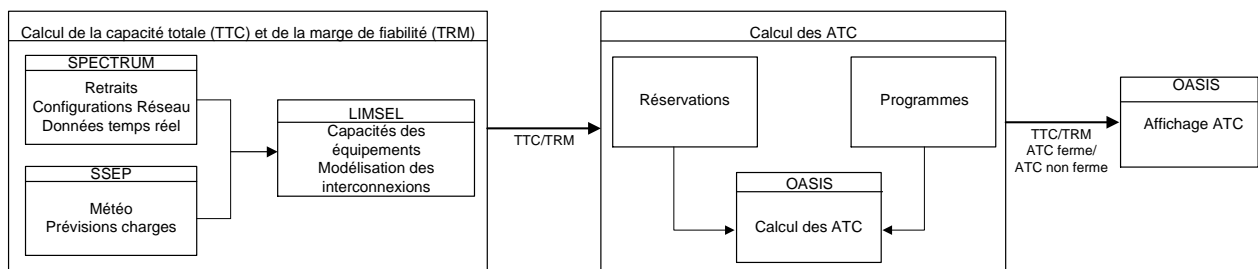 Calcul de la capacité totale (TTC) et de la marge de fiabilité (TRM)
SPECTRUM
Retraits
Configurations Réseau
Données temps réel
SSEP
Météo
Prévisions charges
LIMSEL
Capacités des
équipements
Modélisation des
interconnexions
TTC/TRM
Calcul des ATC
Réservations
Programmes
OASIS
Calcul des ATC
TTC/TRM
ATC ferme/
ATC non ferme
OASIS
Affichage ATC